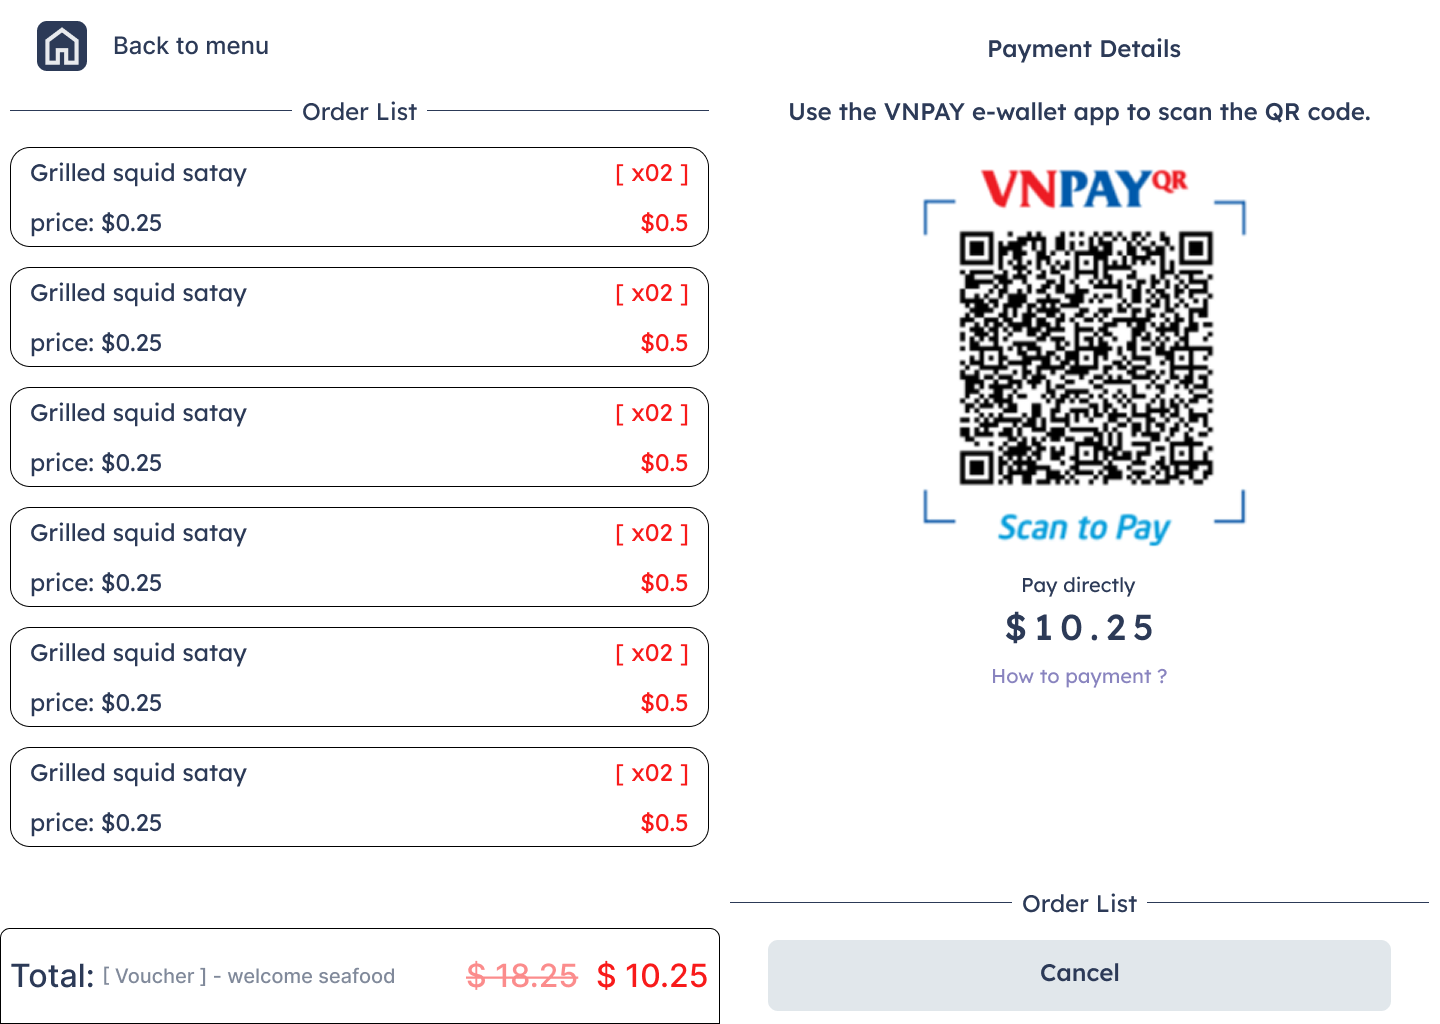 Back to menu
Order List
Grilled squid satay [ x02 ]
price: $0.25 $0.5
Grilled squid satay [ x02 ]
price: $0.25 $0.5
Grilled squid satay [ x02 ]
price: $0.25 $0.5
Grilled squid satay [ x02 ]
price: $0.25 $0.5
Grilled squid satay [ x02 ]
price: $0.25 $0.5
Grilled squid satay [ x02 ]
price: $0.25 $0.5
Total: [ Voucher ] - welcome seafood $ 18.25 $ 10.25
Payment Details
Use the VNPAY e-wallet app to scan the QR code.
VNPAYQR
Scan to Pay
Pay directly
$10.25
How to payment ?
Order List
Cancel